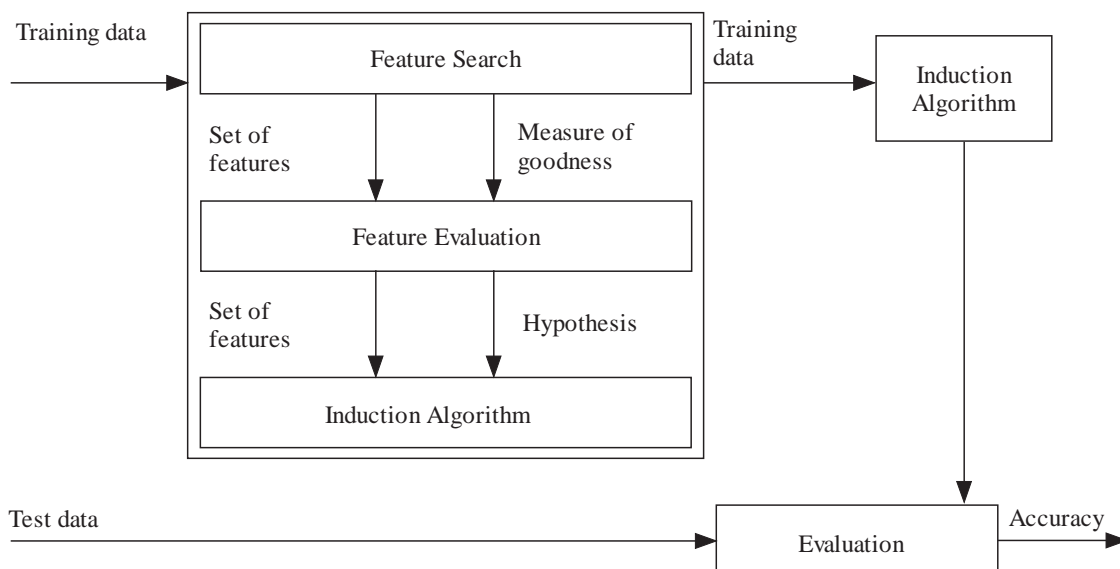 Training data
Feature Search
Training
data
Induction
Algorithm
Set of
features
Measure of
goodness
Feature Evaluation
Set of
features
Hypothesis
Induction Algorithm
Test data
Evaluation
Accuracy